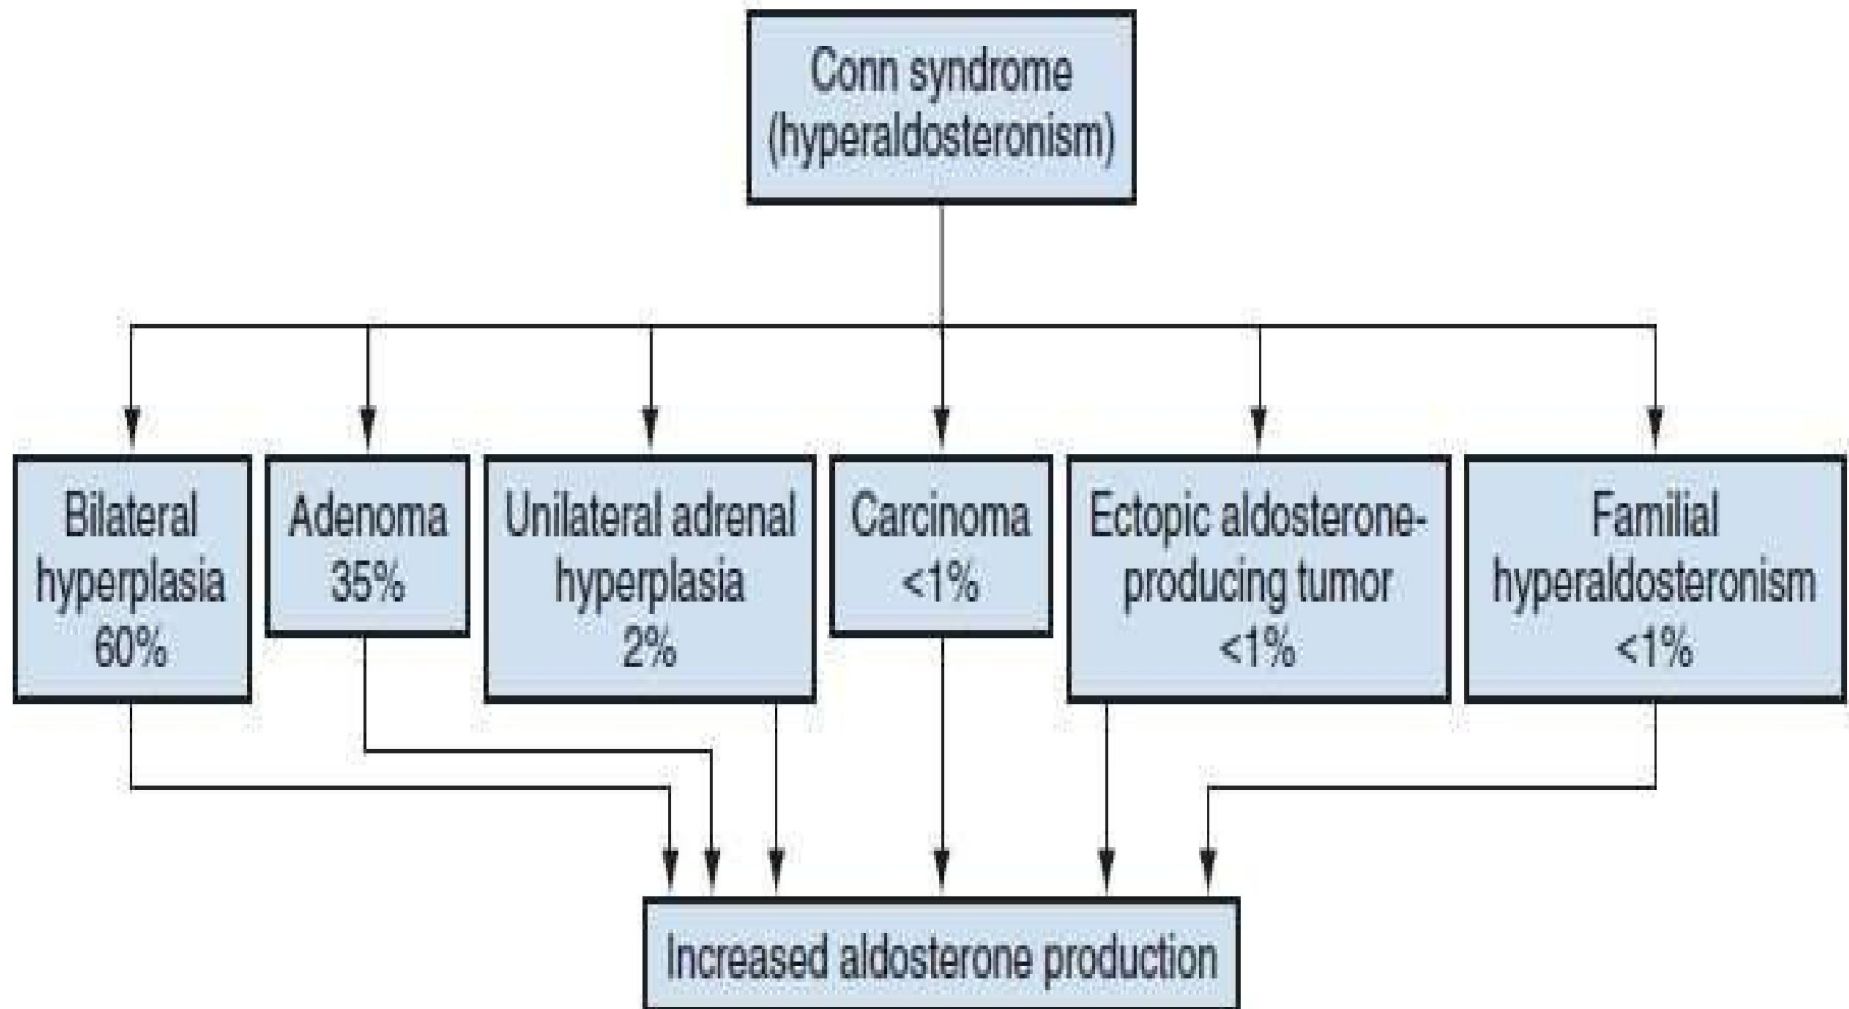 Conn syndrome
(hyperaldosteronism)
Bilateral
hyperplasia
60%
Adenoma
35%
Unilateral adrenal
hyperplasia
2%
Carcinoma
<1%
Ectopic aldosterone-
producing tumor
<1%
Familial
hyperaldosteronism
<1%
Increased aldosterone production